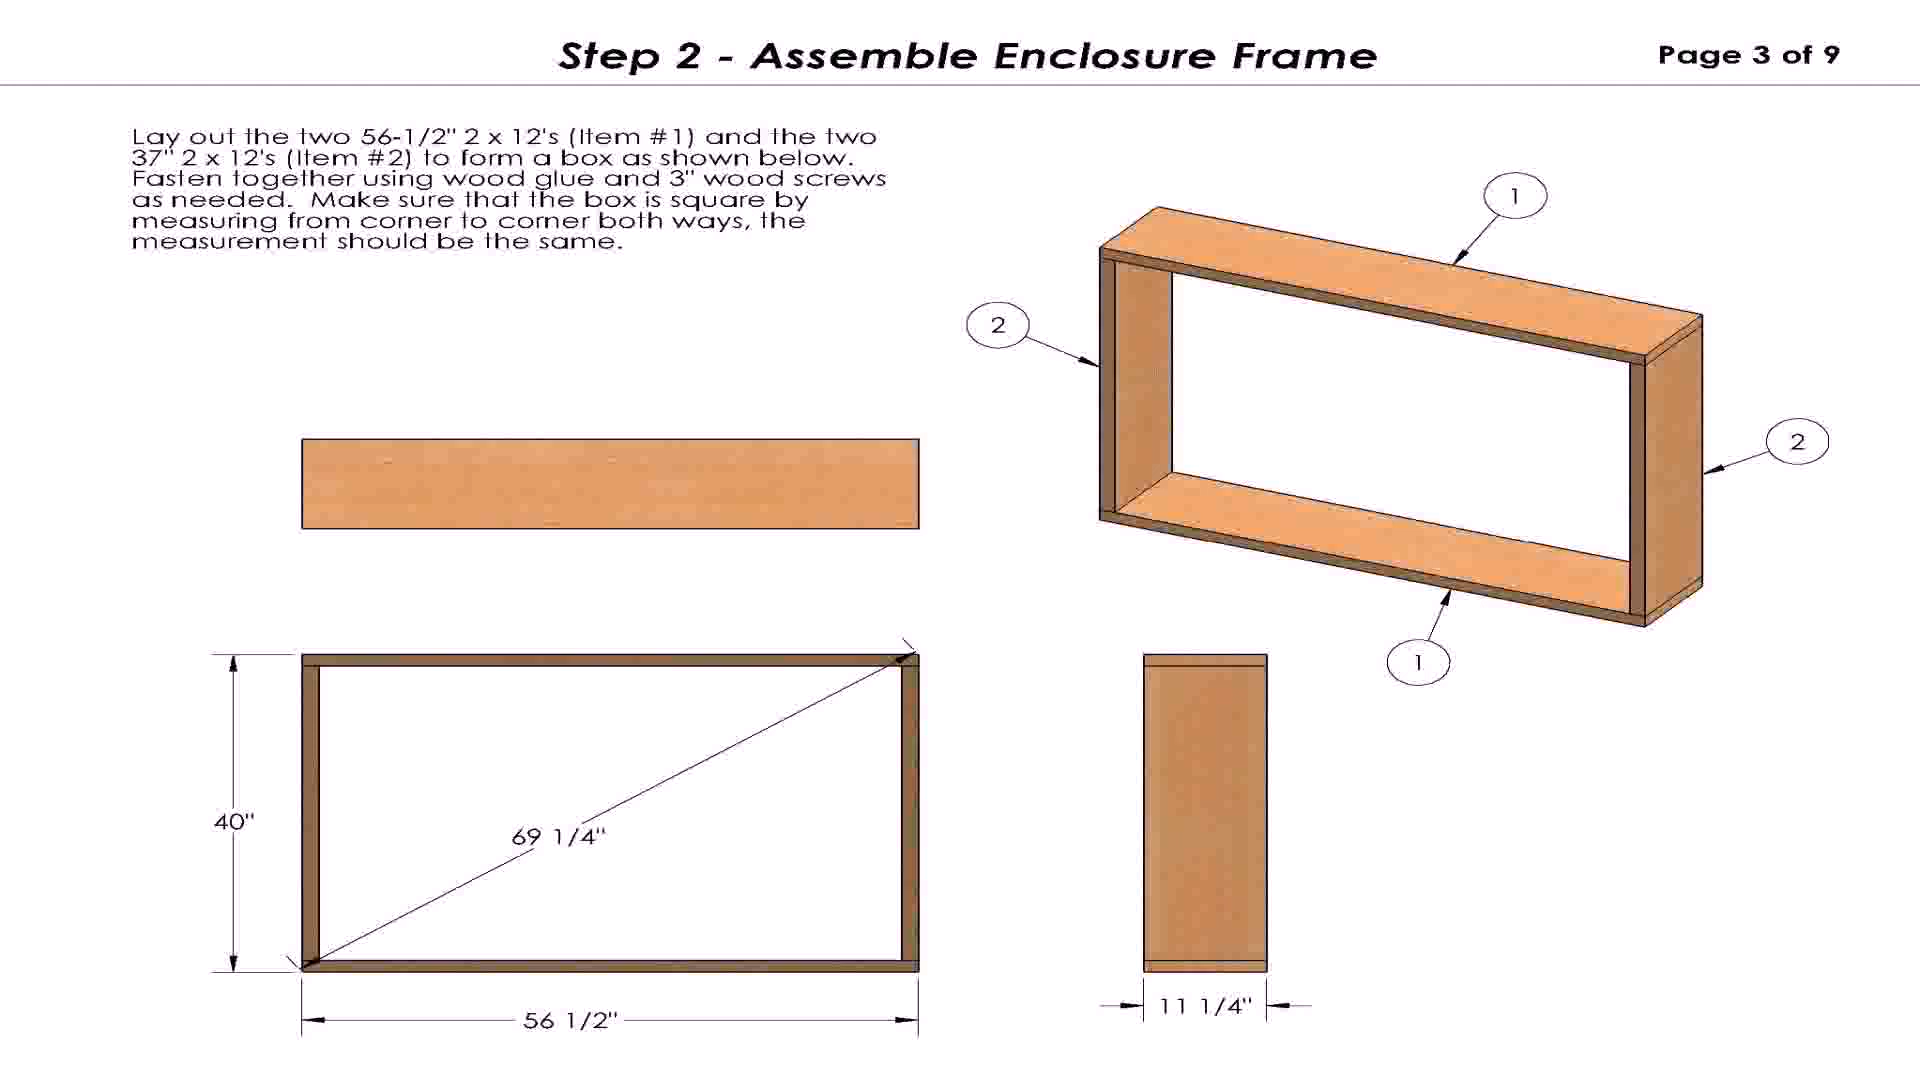 Step 2 - Assemble Enclosure Frame
Page 3 of 9
Lay out the two 56-1/2" 2 x 12's (Item #1) and the two
37" 2 x 12's (Item #2) to form a box as shown below.
Fasten together using wood glue and 3" wood screws
as needed.  Make sure that the box is square by
measuring from corner to corner both ways, the
measurement should be the same.
1
2
2
1
40"
69 1/4"
56 1/2"
11 1/4"